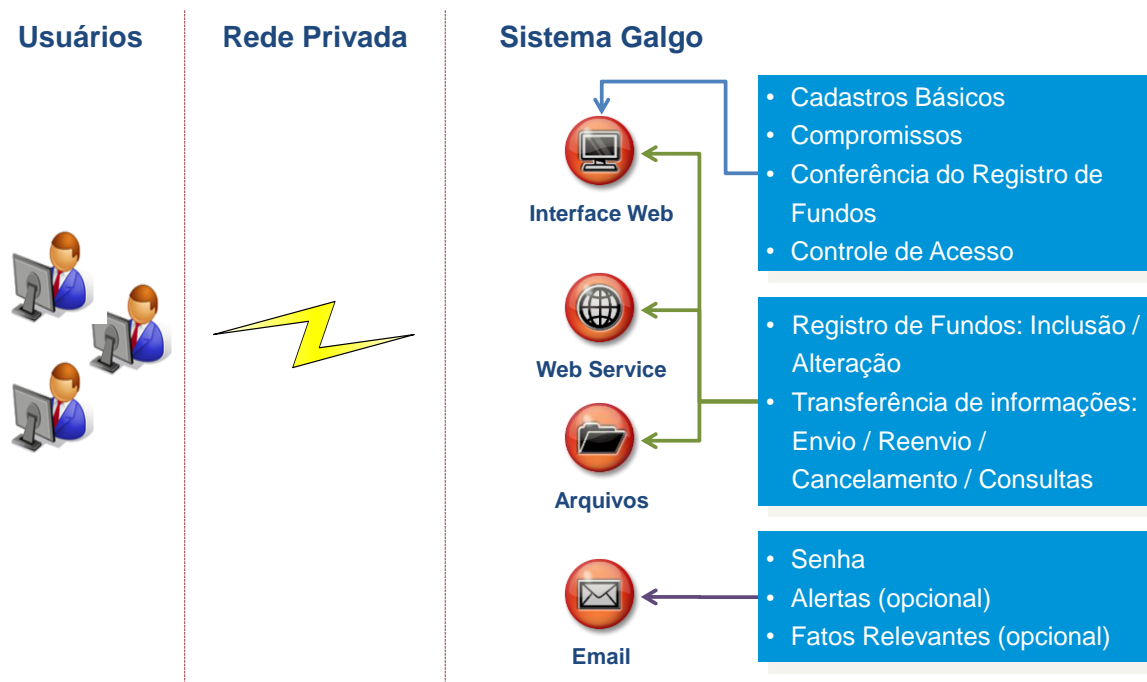 Usuários
Rede Privada
Sistema Galgo
Interface Web
Web Service
Arquivos
Email
• Cadastros Básicos
• Compromissos
• Conferência do Registro de
Fundos
• Controle de Acesso
• Registro de Fundos: Inclusão /
Alteração
• Transferência de informações:
Envio / Reenvio /
Cancelamento / Consultas
• Senha
• Alertas (opcional)
• Fatos Relevantes (opcional)